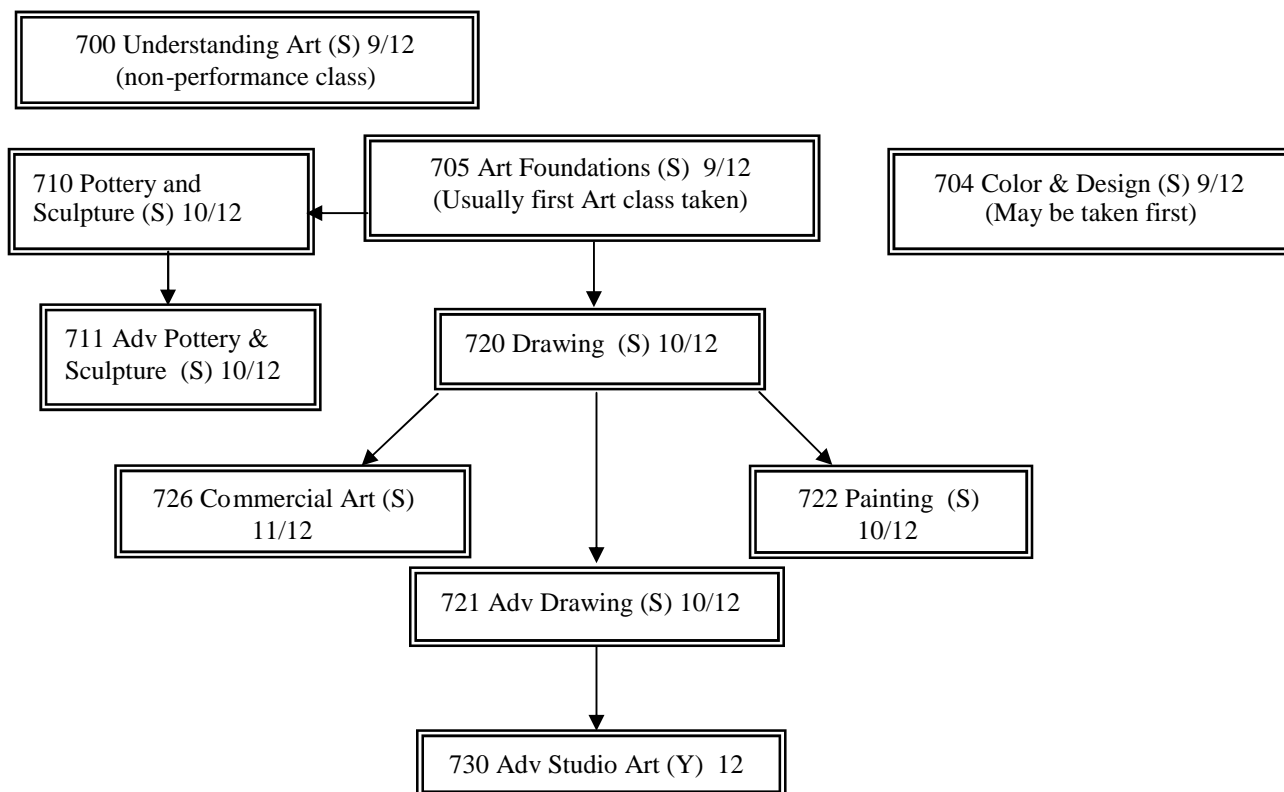 700 Understanding Art (S) 9/12
(non-performance class)
710 Pottery and
Sculpture (S) 10/12
705 Art Foundations (S) 9/12
(Usually first Art class taken)
704 Color & Design (S) 9/12
(May be taken first)
711 Adv Pottery &
Sculpture (S) 10/12
720 Drawing (S) 10/12
726 Commercial Art (S)
11/12
722 Painting (S)
10/12
721 Adv Drawing (S) 10/12
730 Adv Studio Art (Y) 12